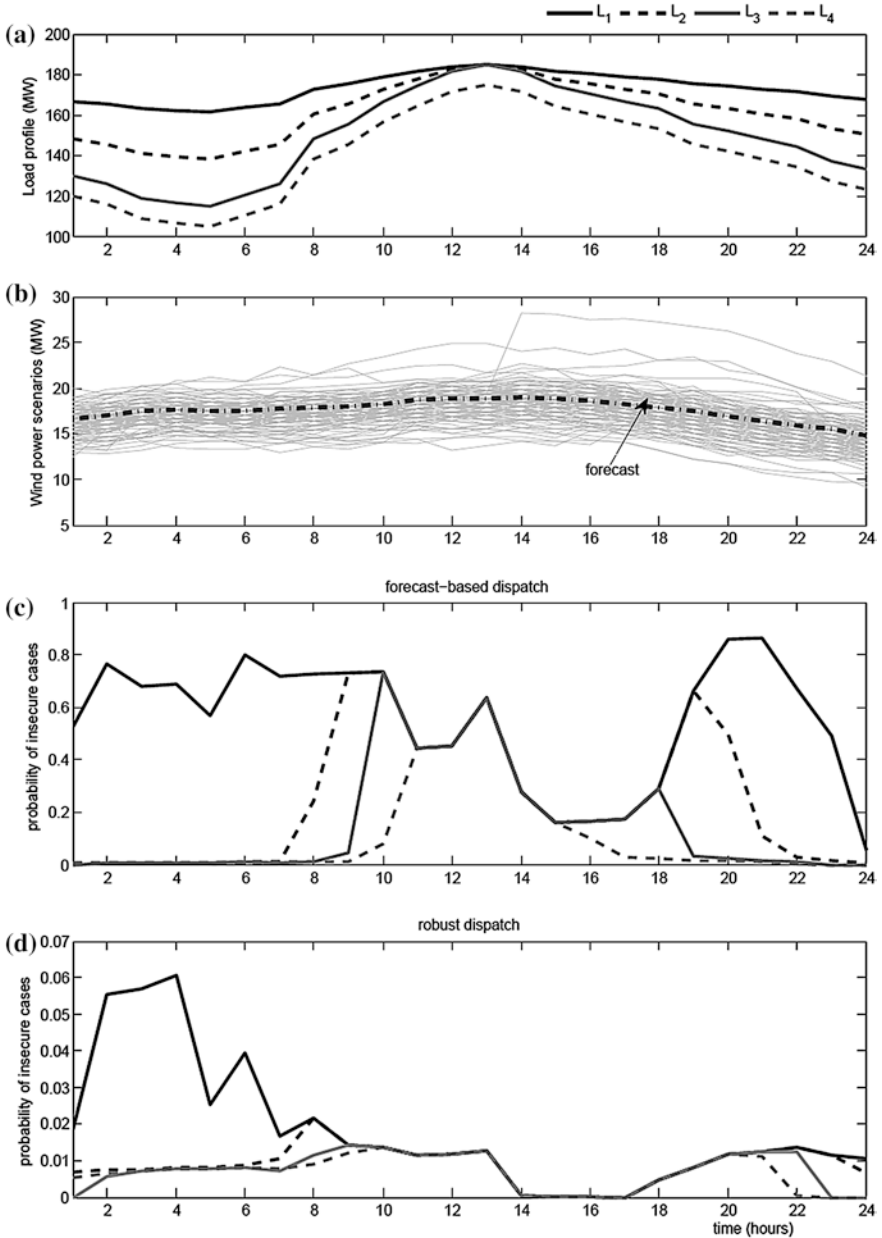 L1 L2 L3 L4
(a)
Load profile (MW)
200
180
160
140
120
100
2 4 6 8 10 12 14 16 18 20 22 24
(b)
Wind power scenarios (MW)
30
25
20
15
10
5
forecast
2 4 6 8 10 12 14 16 18 20 22 24
forecast−based dispatch
(c)
probability of insecure cases
1
0.8
0.6
0.4
0.2
0
2 4 6 8 10 12 14 16 18 20 22 24
robust dispatch
(d)
probability of insecure cases
0.07
0.06
0.05
0.04
0.03
0.02
0.01
0
2 4 6 8 10 12 14 16 18 20 22 24
time (hours)